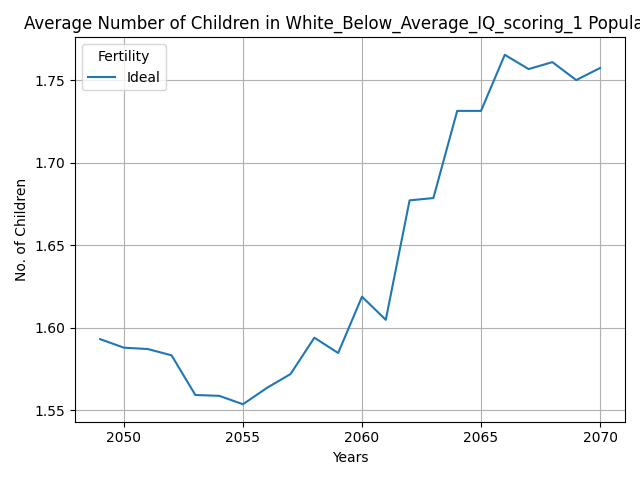 Average Number of Children in White_Below_Average_IQ_scoring_1 Popula
Fertility
Ideal
No. of Children
1.75
1.70
1.65
1.60
1.55
2050 2055 2060 2065 2070
Years